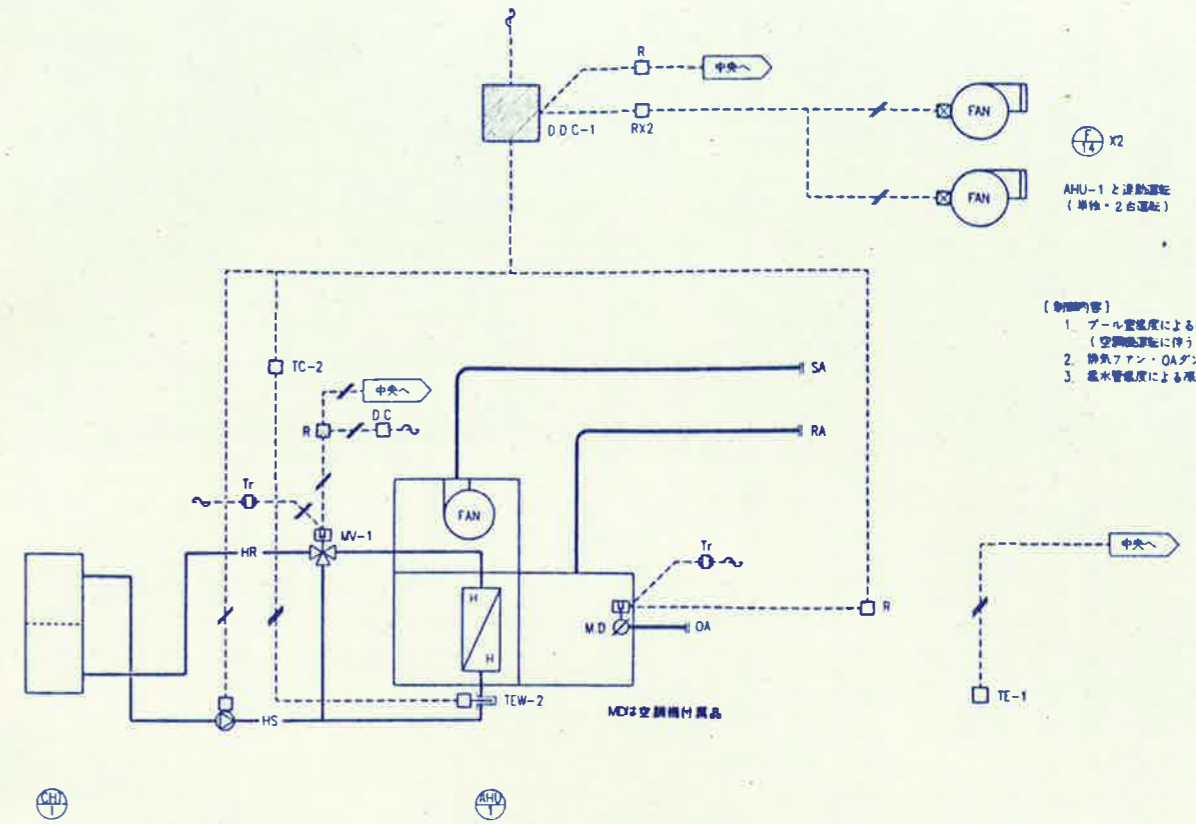 R
中央へ
DDC-1
RX2
FAN
F
14
X2
FAN
AHU-1 と連動運転
(単独・2台運転)
[制御内容]
1. プール室温度による
(空調機運転に伴う
2. 排気ファン・OAダン
3. 温水管温度による
TC-2
中央へ
DC
R
SA
RA
Tr
FAN
MV-1
HR
Tr
中央へ
H
H
M.D
OA
R
TEW-2
TE-1
HS
MDは空調機付属品
CHT
1
AHU
1